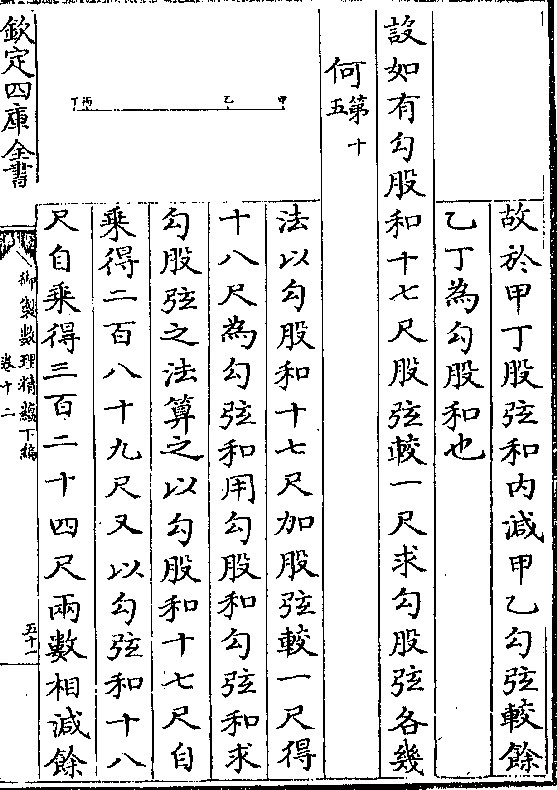 故於甲丁股弦和内減甲乙勾弦較餘
乙丁為勾股和也
設如有勾股和十七尺股弦較一尺求勾股弦各幾
何第十五
甲
乙
丙
丁
法以勾股和十七尺加股弦較一尺得
十八尺為勾弦和用勾股和勾弦和求
勾股弦之法算之以勾股和十七尺自
乘得二百八十九尺又以勾弦和十八
尺自乘得三百二十四尺兩數相減餘
欽定四庫全書
御製數理精藴下編
卷十二
五十一